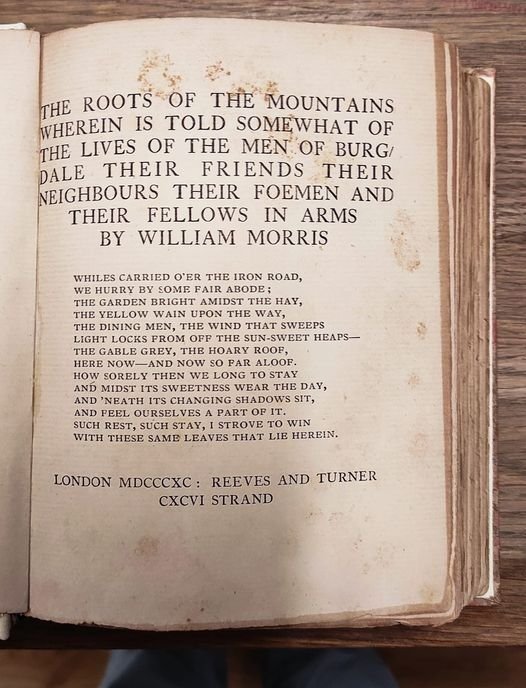 THE ROOTS OF THE MOUNTAINS
WHEREIN IS TOLD SOMEWHAT OF
THE LIVES OF THE MEN OF BURG/
DALE THEIR FRIENDS THEIR
NEIGHBOURS THEIR FOEMEN AND
THEIR FELLOWS IN ARMS
BY WILLIAM MORRIS
WHILES CARRIED O'ER THE IRON ROAD,
WE HURRY BY SOME FAIR ABODE;
THE GARDEN BRIGHT AMIDST THE HAY,
THE YELLOW WAIN UPON THE WAY,
THE DINING MEN, THE WIND THAT SWEEPS
LIGHT LOCKS FROM OFF THE SUN-SWEET HEAPS—
THE GABLE GREY, THE HOARY ROOF,
HERE NOW—AND NOW SO FAR ALOOF.
HOW SORELY THEN WE LONG TO STAY
AND MIDST ITS SWEETNESS WEAR THE DAY,
AND 'NEATH ITS CHANGING SHADOWS SIT,
AND FEEL OURSELVES A PART OF IT.
SUCH REST, SUCH STAY, I STROVE TO WIN
WITH THESE SAME LEAVES THAT LIE HEREIN.
LONDON MDCCCXC: REEVES AND TURNER
CXCVI STRAND